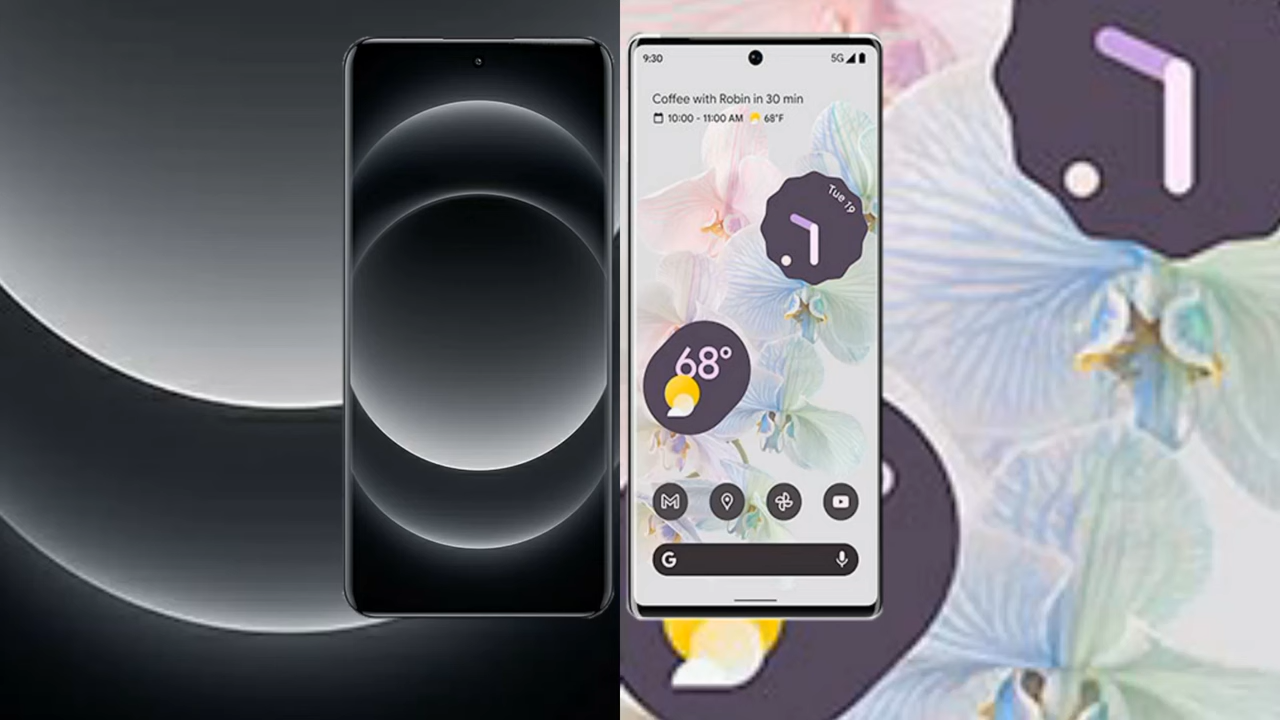 9:30
5G
Coffee with Robin in 30 min
10:00 - 11:00 AM 68°F
Tue 19
68°
G